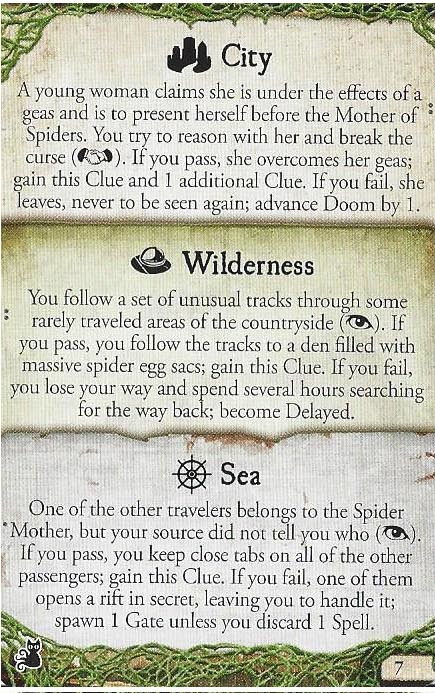 City
A young woman claims she is under the effects of a
geas and is to present herself before the Mother of
Spiders. You try to reason with her and break the
curse ( ). If you pass, she overcomes her geas;
gain this Clue and 1 additional Clue. If you fail, she
leaves, never to be seen again; advance Doom by 1.
Wilderness
You follow a set of unusual tracks through some
rarely traveled areas of the countryside ( ). If
you pass, you follow the tracks to a den filled with
massive spider egg sacs; gain this Clue. If you fail,
you lose your way and spend several hours searching
for the way back; become Delayed.
Sea
One of the other travelers belongs to the Spider
Mother, but your source did not tell you who ( ).
If you pass, you keep close tabs on all of the other
passengers; gain this Clue. If you fail, one of them
opens a rift in secret, leaving you to handle it;
spawn 1 Gate unless you discard 1 Spell.
7